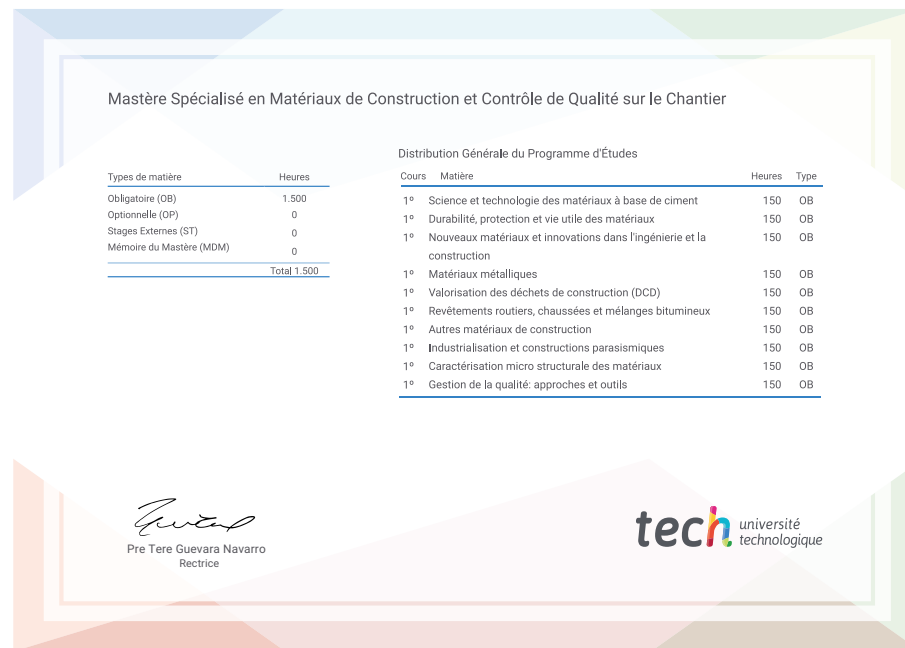 Mastère Spécialisé en Matériaux de Construction et Contrôle de Qualité sur le Chantier
Types de matière Heures
Obligatoire (OB) 1.500
Optionnelle (OP) 0
Stages Externes (ST) 0
Mémoire du Mastère (MDM) 0
Total 1.500
Distribution Générale du Programme d'Études
Cours Matière Heures Type
1º Science et technologie des matériaux à base de ciment 150 OB
1º Durabilité, protection et vie utile des matériaux 150 OB
1º Nouveaux matériaux et innovations dans l'ingénierie et la 150 OB
construction
1º Matériaux métalliques 150 OB
1º Valorisation des déchets de construction (DCD) 150 OB
1º Revêtements routiers, chaussées et mélanges bitumineux 150 OB
1º Autres matériaux de construction 150 OB
1º Industrialisation et constructions parasismiques 150 OB
1º Caractérisation micro structurale des matériaux 150 OB
1º Gestion de la qualité: approches et outils 150 OB
Pre Tere Guevara Navarro
Rectrice
tech université
technologique